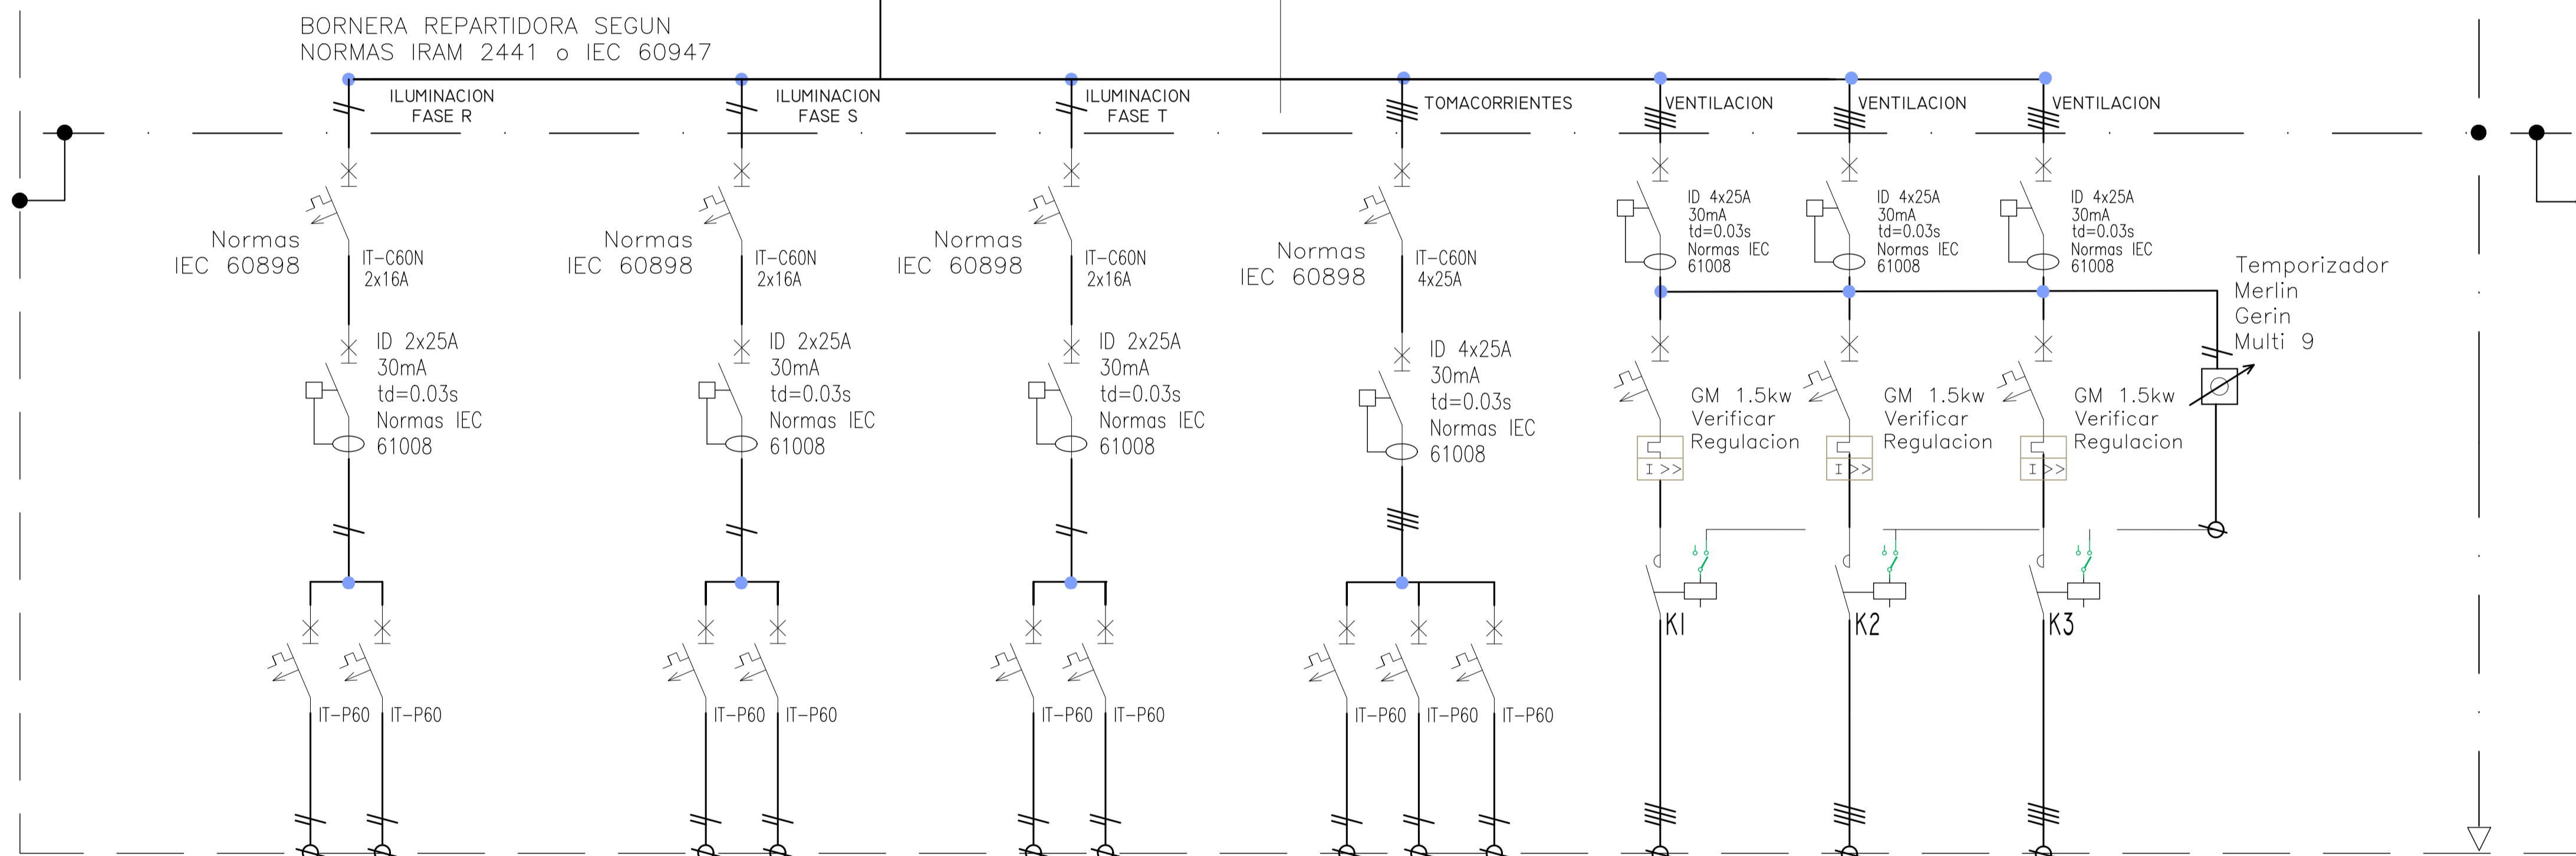 BORNERA REPARTIDORA SEGUN
NORMAS IRAM 2441 o IEC 60947
ILUMINACION
FASE R
ILUMINACION
FASE S
ILUMINACION
FASE T
TOMACORRIENTES
VENTILACION
VENTILACION
VENTILACION
Normas
IEC 60898
IT-C60N
2x16A
Normas
IEC 60898
IT-C60N
2x16A
Normas
IEC 60898
IT-C60N
2x16A
Normas
IEC 60898
IT-C60N
4x25A
ID 4x25A
30mA
td=0.03s
Normas IEC
61008
ID 4x25A
30mA
td=0.03s
Normas IEC
61008
ID 4x25A
30mA
td=0.03s
Normas IEC
61008
Temporizador
Merlin
Gerin
Multi 9
ID 2x25A
30mA
td=0.03s
Normas IEC
61008
ID 2x25A
30mA
td=0.03s
Normas IEC
61008
ID 2x25A
30mA
td=0.03s
Normas IEC
61008
ID 4x25A
30mA
td=0.03s
Normas IEC
61008
GM 1.5kw
Verificar
Regulacion
I >>
GM 1.5kw
Verificar
Regulacion
I >>
GM 1.5kw
Verificar
Regulacion
I >>
K1
K2
K3
IT-P60
IT-P60
IT-P60
IT-P60
IT-P60
IT-P60
IT-P60
IT-P60
IT-P60